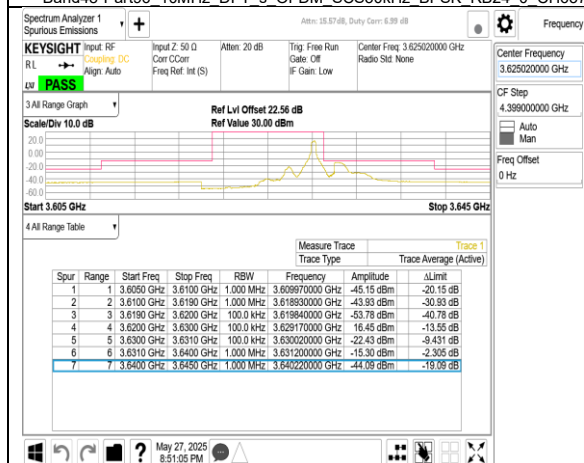 Spectrum Analyzer 1
Spurious Emissions
Attn: 15.57 dB, Duty Corr: 6.99 dB
Frequency
KEYSIGHT
Input: RF
Coupling: DC
Align: Auto
Input Z: 50 Ω
Corr CCorr
Freq Ref: Int (S)
Atten: 20 dB
Trig: Free Run
Gate: Off
IF Gain: Low
Center Freq: 3.625020000 GHz
Radio Std: None
RL
PASS
Center Frequency
3.625020000 GHz
CF Step
4.399000000 GHz
Auto
Man
Freq Offset
0 Hz
3 All Range Graph
Scale/Div 10.0 dB
Ref Lvl Offset 22.56 dB
Ref Value 30.00 dBm
20.0
0.00
-20.0
-40.0
-60.0
Start 3.605 GHz
Stop 3.645 GHz
4 All Range Table
Measure Trace Trace 1
Trace Type Trace Average (Active)
Spur Range Start Freq Stop Freq RBW Frequency Amplitude ΔLimit
1 1 3.6050 GHz 3.6100 GHz 1.000 MHz 3.609970000 GHz -45.15 dBm -20.15 dB
2 2 3.6100 GHz 3.6190 GHz 1.000 MHz 3.618930000 GHz -43.93 dBm -30.93 dB
3 3 3.6190 GHz 3.6200 GHz 100.0 kHz 3.619840000 GHz -53.78 dBm -40.78 dB
4 4 3.6200 GHz 3.6300 GHz 100.0 kHz 3.629170000 GHz 16.45 dBm -13.55 dB
5 5 3.6300 GHz 3.6310 GHz 100.0 kHz 3.630020000 GHz -22.43 dBm -9.431 dB
6 6 3.6310 GHz 3.6400 GHz 1.000 MHz 3.631200000 GHz -15.30 dBm -2.305 dB
7 7 3.6400 GHz 3.6450 GHz 1.000 MHz 3.640220000 GHz -44.09 dBm -19.09 dB
May 27, 2025
8:51:05 PM